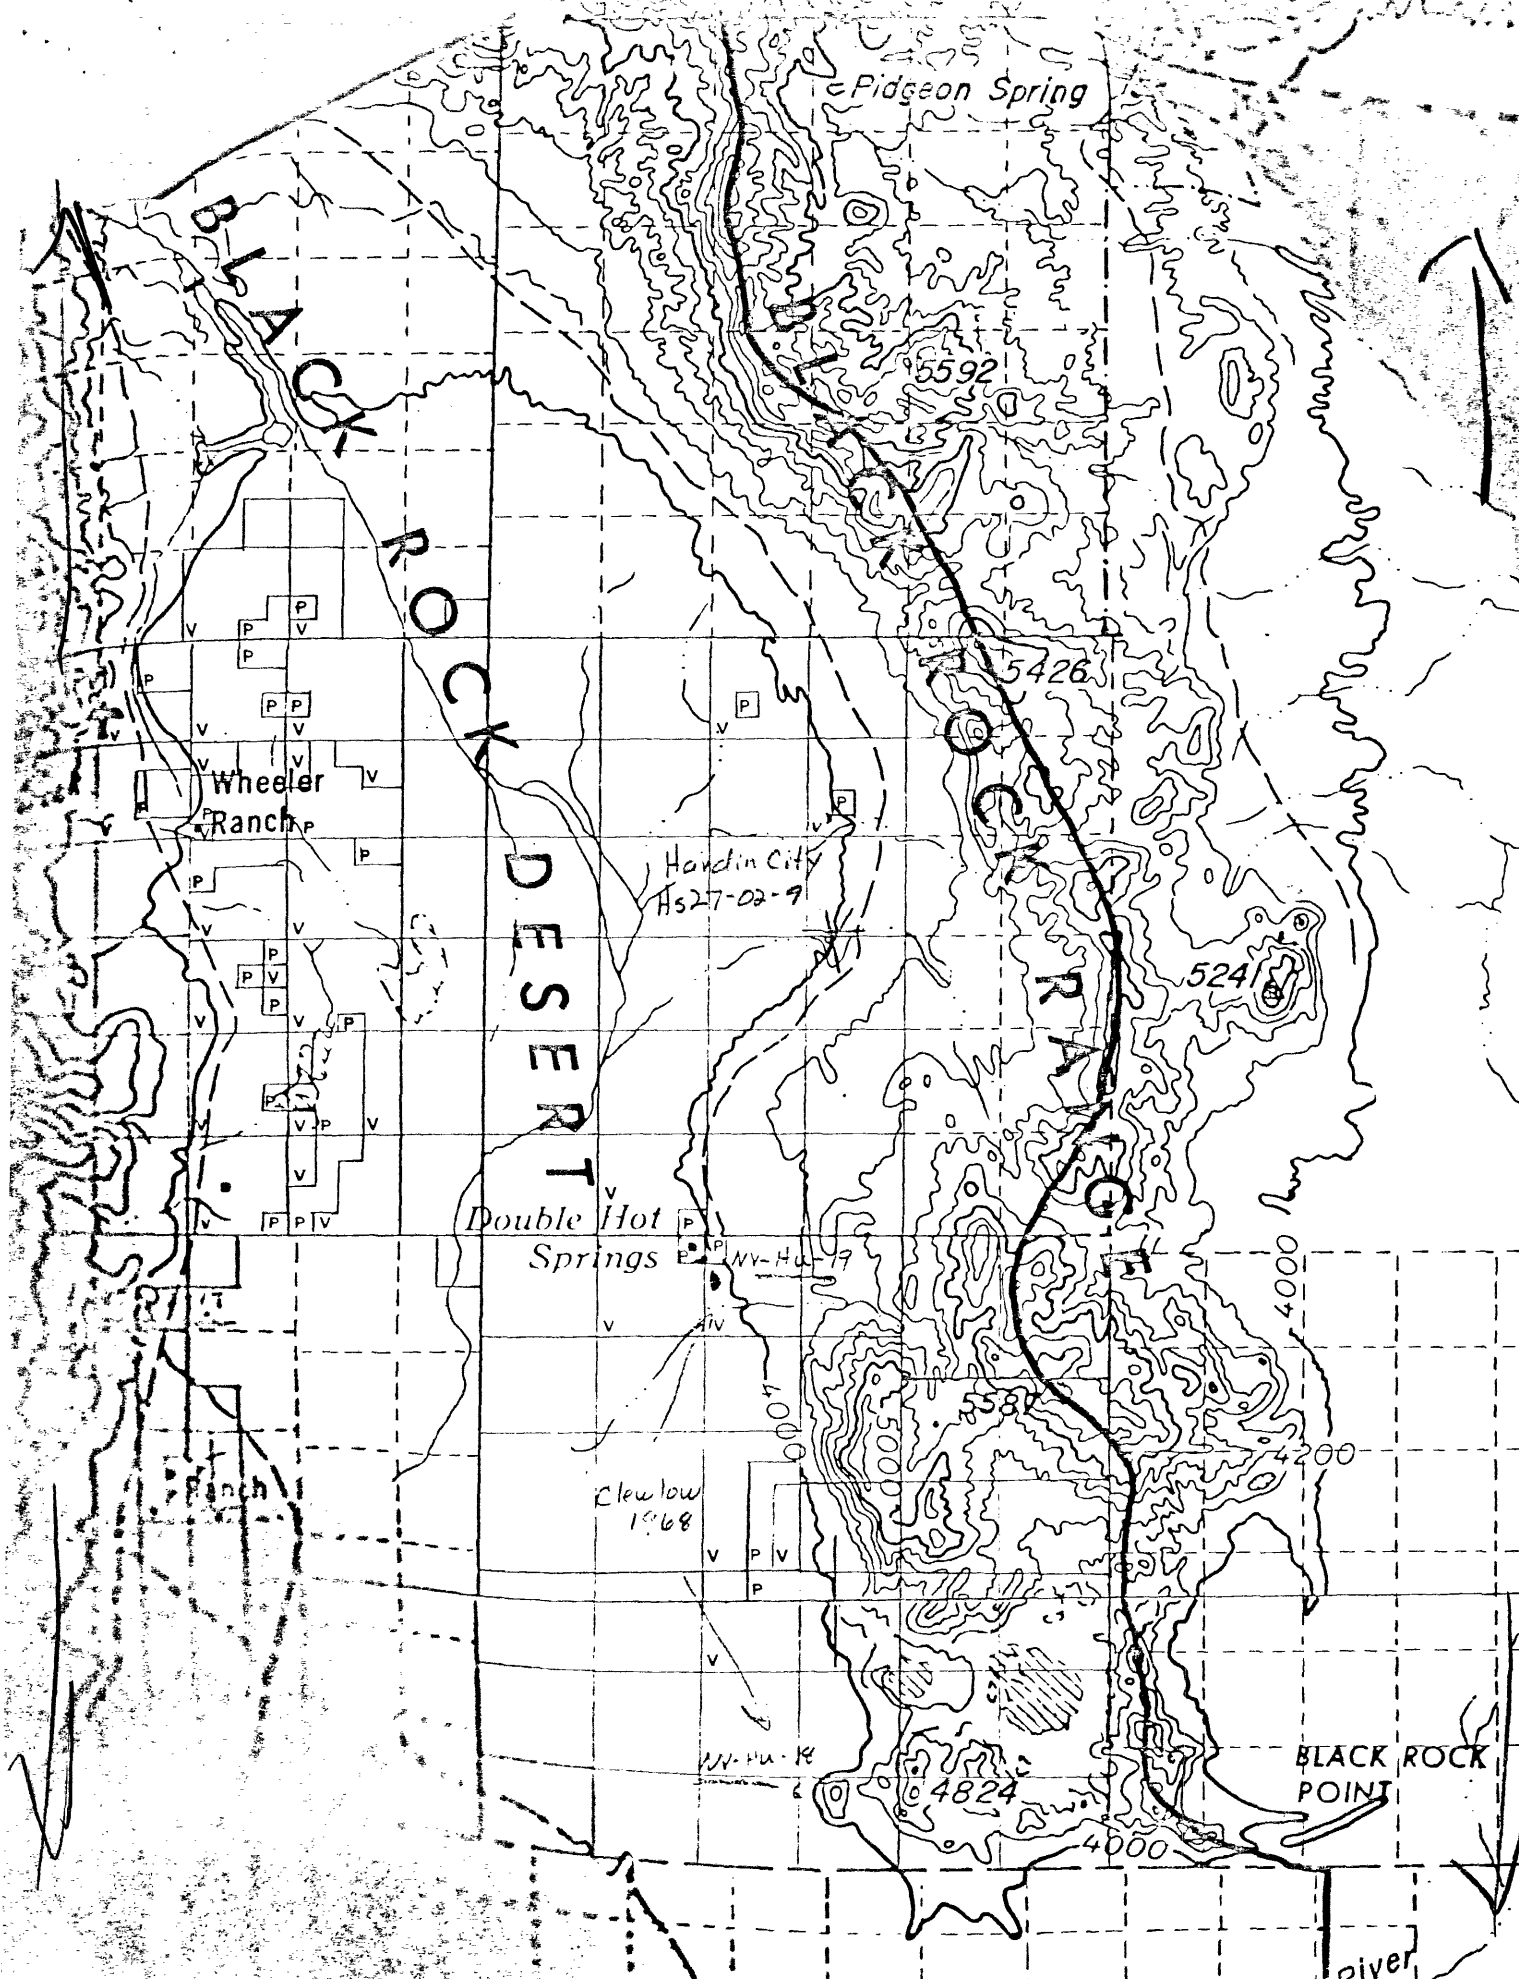 Pidgeon Spring
BLACK ROCK DESERT
BLACK ROCK RANGE
5592
P
V
P
P
V
5426
P
P P
P
V
V
V
V
V
V
V
Wheeler
Ranch
P
P
P
P
V
P
P
Hardin City
Hs27-02-9
V
V
P
P V
5241
P
V
V
P
P
V
V P
V
V
V
V
P P V
Double Hot
Springs
P
P
P
NV-Hu-19
4000
V
V
4000
5587
5000
4200
Ranch
Clewlow
1968
V
P V
P
V
NV-Hu-18
4824
BLACK ROCK
POINT
4000
River